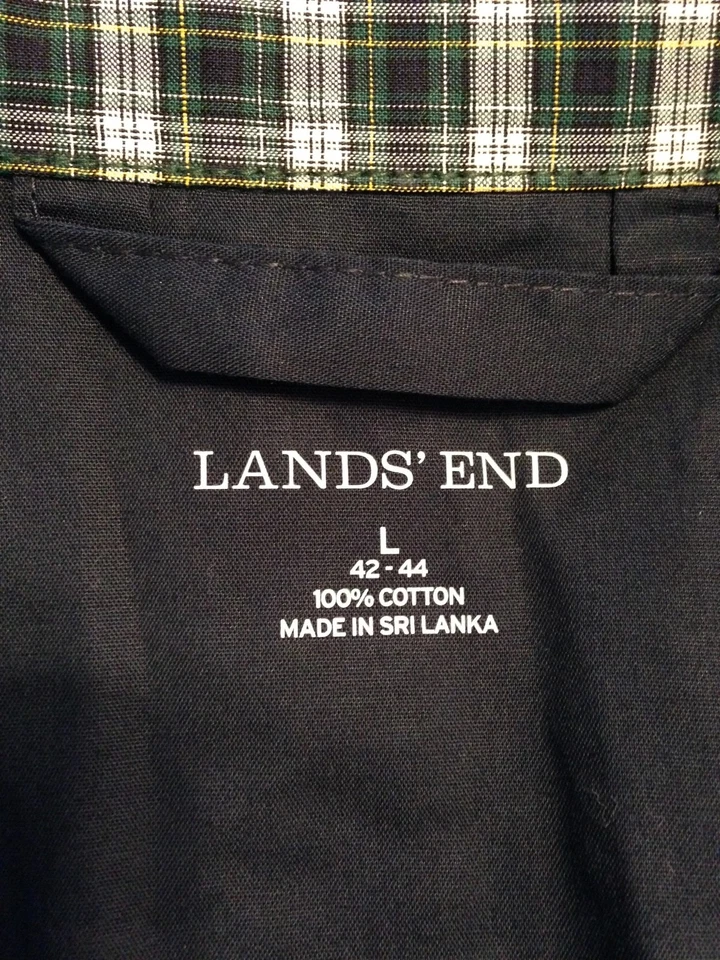 LANDS' END
L
42 - 44
100% COTTON
MADE IN SRI LANKA